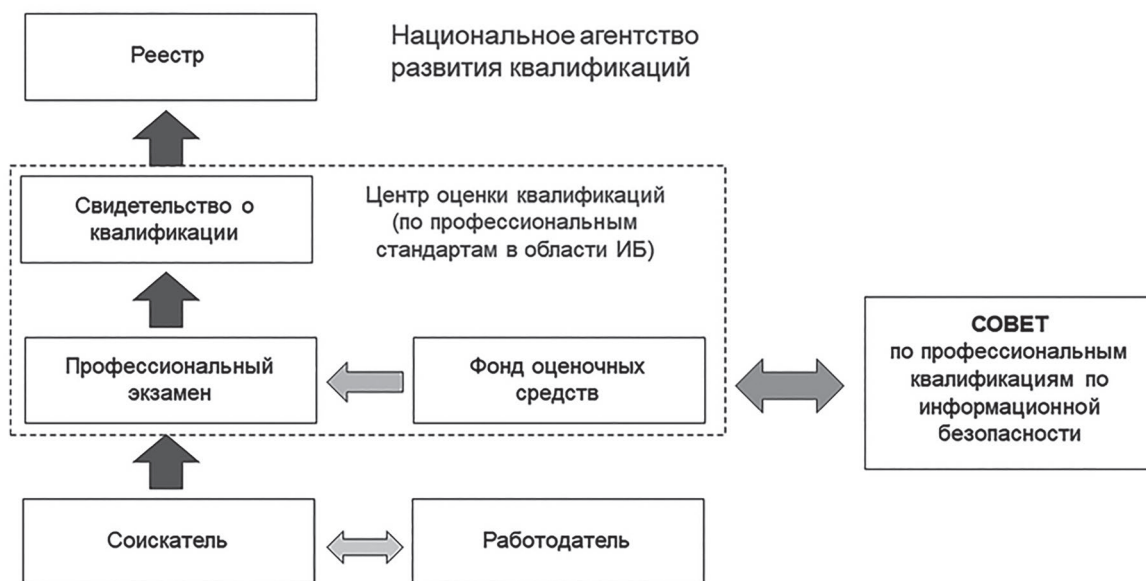 Реестр
Национальное агентство
развития квалификаций
Свидетельство о
квалификации
Центр оценки квалификаций
(по профессиональным
стандартам в области ИБ)
Профессиональный
экзамен
Фонд оценочных
средств
СОВЕТ
по профессиональным
квалификациям по
информационной
безопасности
Соискатель
Работодатель